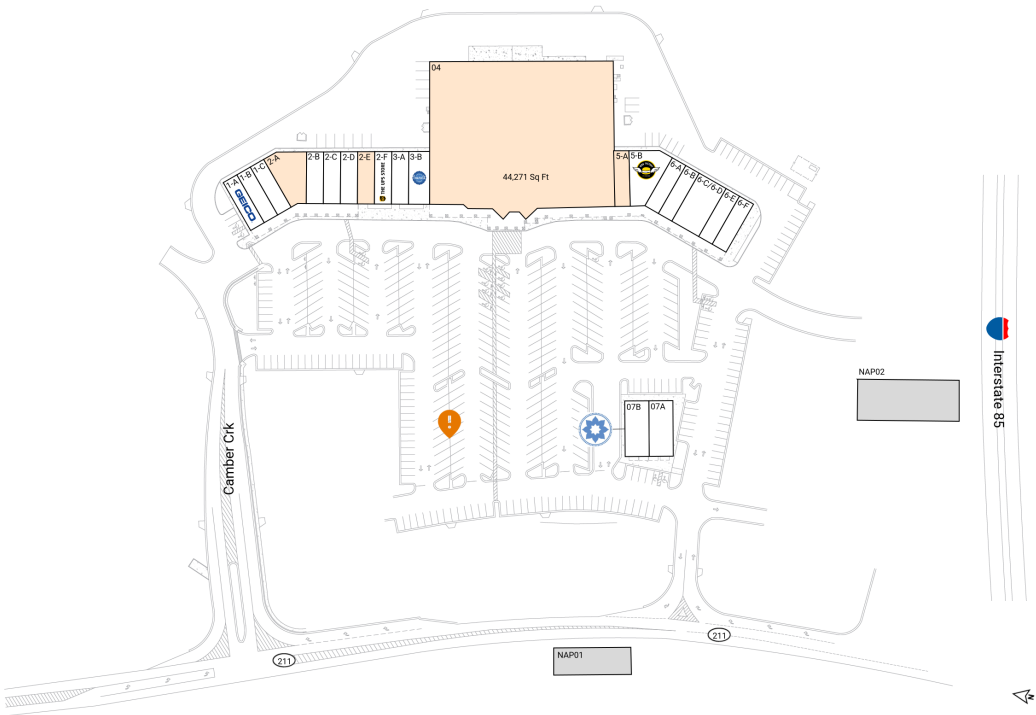 04
44,271 Sq Ft
1-A
1-B
1-C
2-A
2-B
2-C
2-D
2-E
2-F
3-A
3-B
5-A
5-B
6-A
6-B
6-C/6-D
6-E
6-F
GEICO
THE UPS STORE
07B
07A
NAP02
Interstate 85
Camber Crk
211
211
NAP01
N